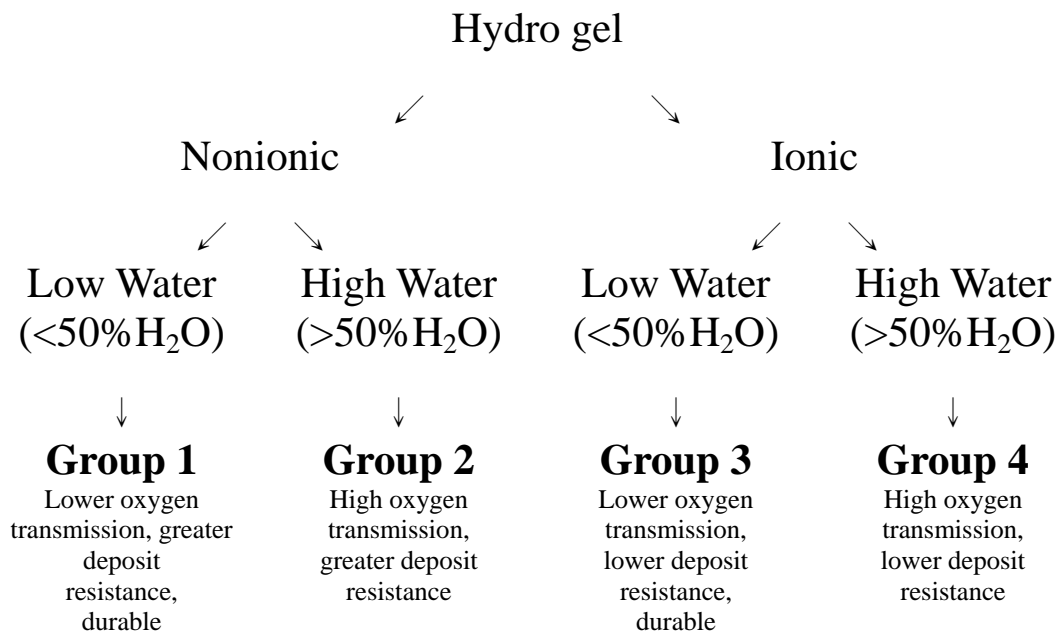 Hydro gel
Nonionic
Ionic
Low Water
(<50%H₂O)
High Water
(>50%H₂O)
Low Water
(<50%H₂O)
High Water
(>50%H₂O)
Group 1
Lower oxygen
transmission, greater
deposit
resistance,
durable
Group 2
High oxygen
transmission,
greater deposit
resistance
Group 3
Lower oxygen
transmission,
lower deposit
resistance,
durable
Group 4
High oxygen
transmission,
lower deposit
resistance